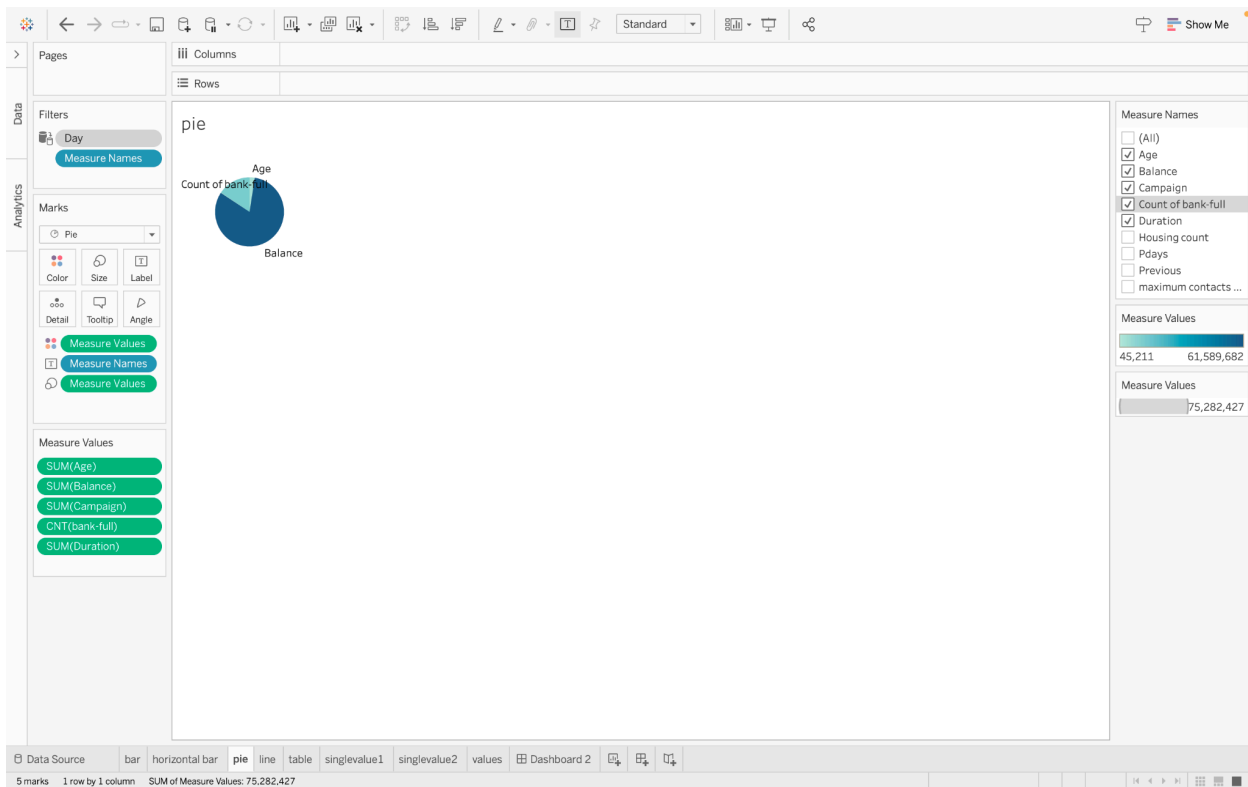 Standard
Show Me
Pages
iii Columns
Rows
Data
Analytics
Filters
Day
Measure Names
Marks
Pie
Color
Size
Label
Detail
Tooltip
Angle
Measure Values
Measure Names
Measure Values
Measure Values
SUM(Age)
SUM(Balance)
SUM(Campaign)
CNT(bank-full)
SUM(Duration)
pie
Age
Count of bank-full
Balance
Measure Names
(All)
Age
Balance
Campaign
Count of bank-full
Duration
Housing count
Pdays
Previous
maximum contacts ...
Measure Values
45,211 61,589,682
Measure Values
75,282,427
Data Source bar horizontal bar pie line table singlevalue1 singlevalue2 values Dashboard 2
5 marks 1 row by 1 column SUM of Measure Values: 75,282,427